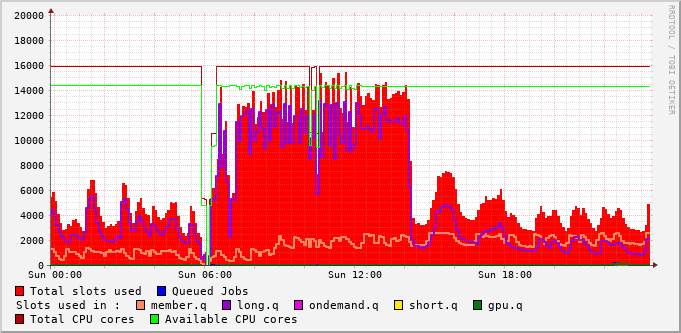 20000
18000
16000
14000
12000
10000
8000
6000
4000
2000
0
Sun 00:00 Sun 06:00 Sun 12:00 Sun 18:00
Total slots used Queued Jobs
Slots used in : member.q long.q ondemand.q short.q gpu.q
Total CPU cores Available CPU cores
RRDTOOL / TOBI OETIKER